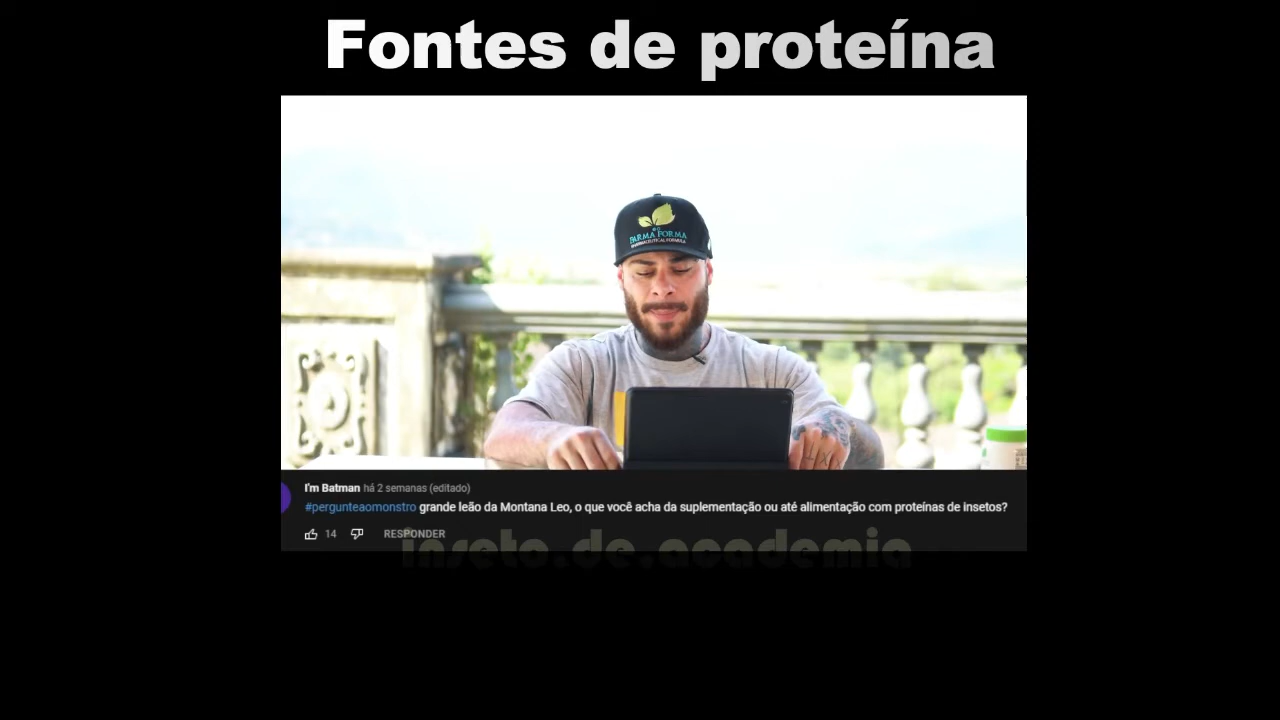 Fontes de proteína
FARMA FORMA
I'm Batman há 2 semanas (editado)
#pergunteaomonstro grande leão da Montana Leo, o que você acha da suplementação ou até alimentação com proteínas de insetos?
14 RESPONDER
inseto.de.academia